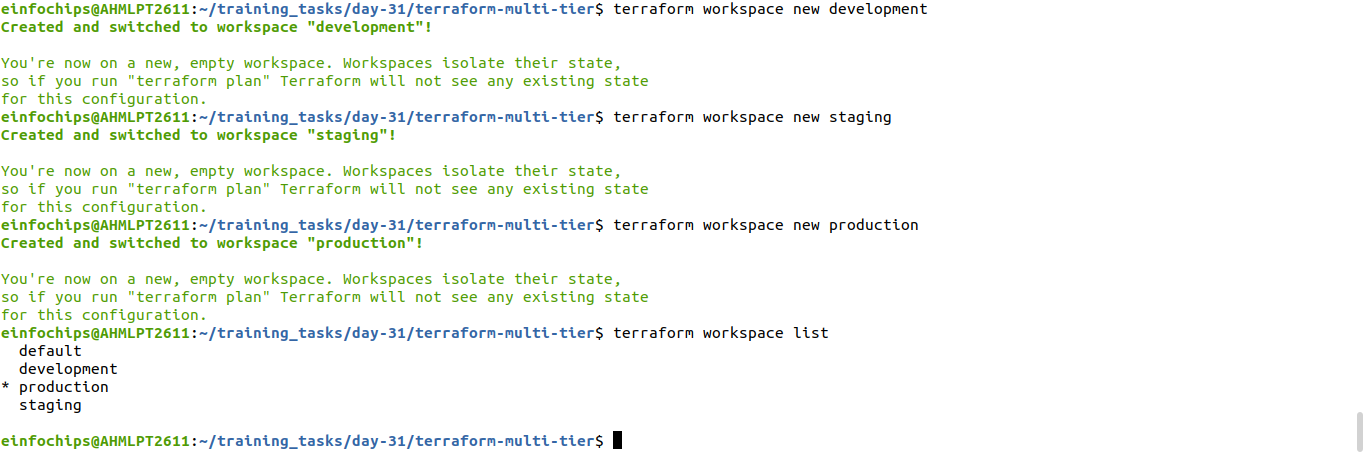 einfochips@AHMLPT2611:~/training_tasks/day-31/terraform-multi-tier$ terraform workspace new development
Created and switched to workspace "development"!

You're now on a new, empty workspace. Workspaces isolate their state,
so if you run "terraform plan" Terraform will not see any existing state
for this configuration.
einfochips@AHMLPT2611:~/training_tasks/day-31/terraform-multi-tier$ terraform workspace new staging
Created and switched to workspace "staging"!

You're now on a new, empty workspace. Workspaces isolate their state,
so if you run "terraform plan" Terraform will not see any existing state
for this configuration.
einfochips@AHMLPT2611:~/training_tasks/day-31/terraform-multi-tier$ terraform workspace new production
Created and switched to workspace "production"!

You're now on a new, empty workspace. Workspaces isolate their state,
so if you run "terraform plan" Terraform will not see any existing state
for this configuration.
einfochips@AHMLPT2611:~/training_tasks/day-31/terraform-multi-tier$ terraform workspace list
  default
  development
* production
  staging

einfochips@AHMLPT2611:~/training_tasks/day-31/terraform-multi-tier$